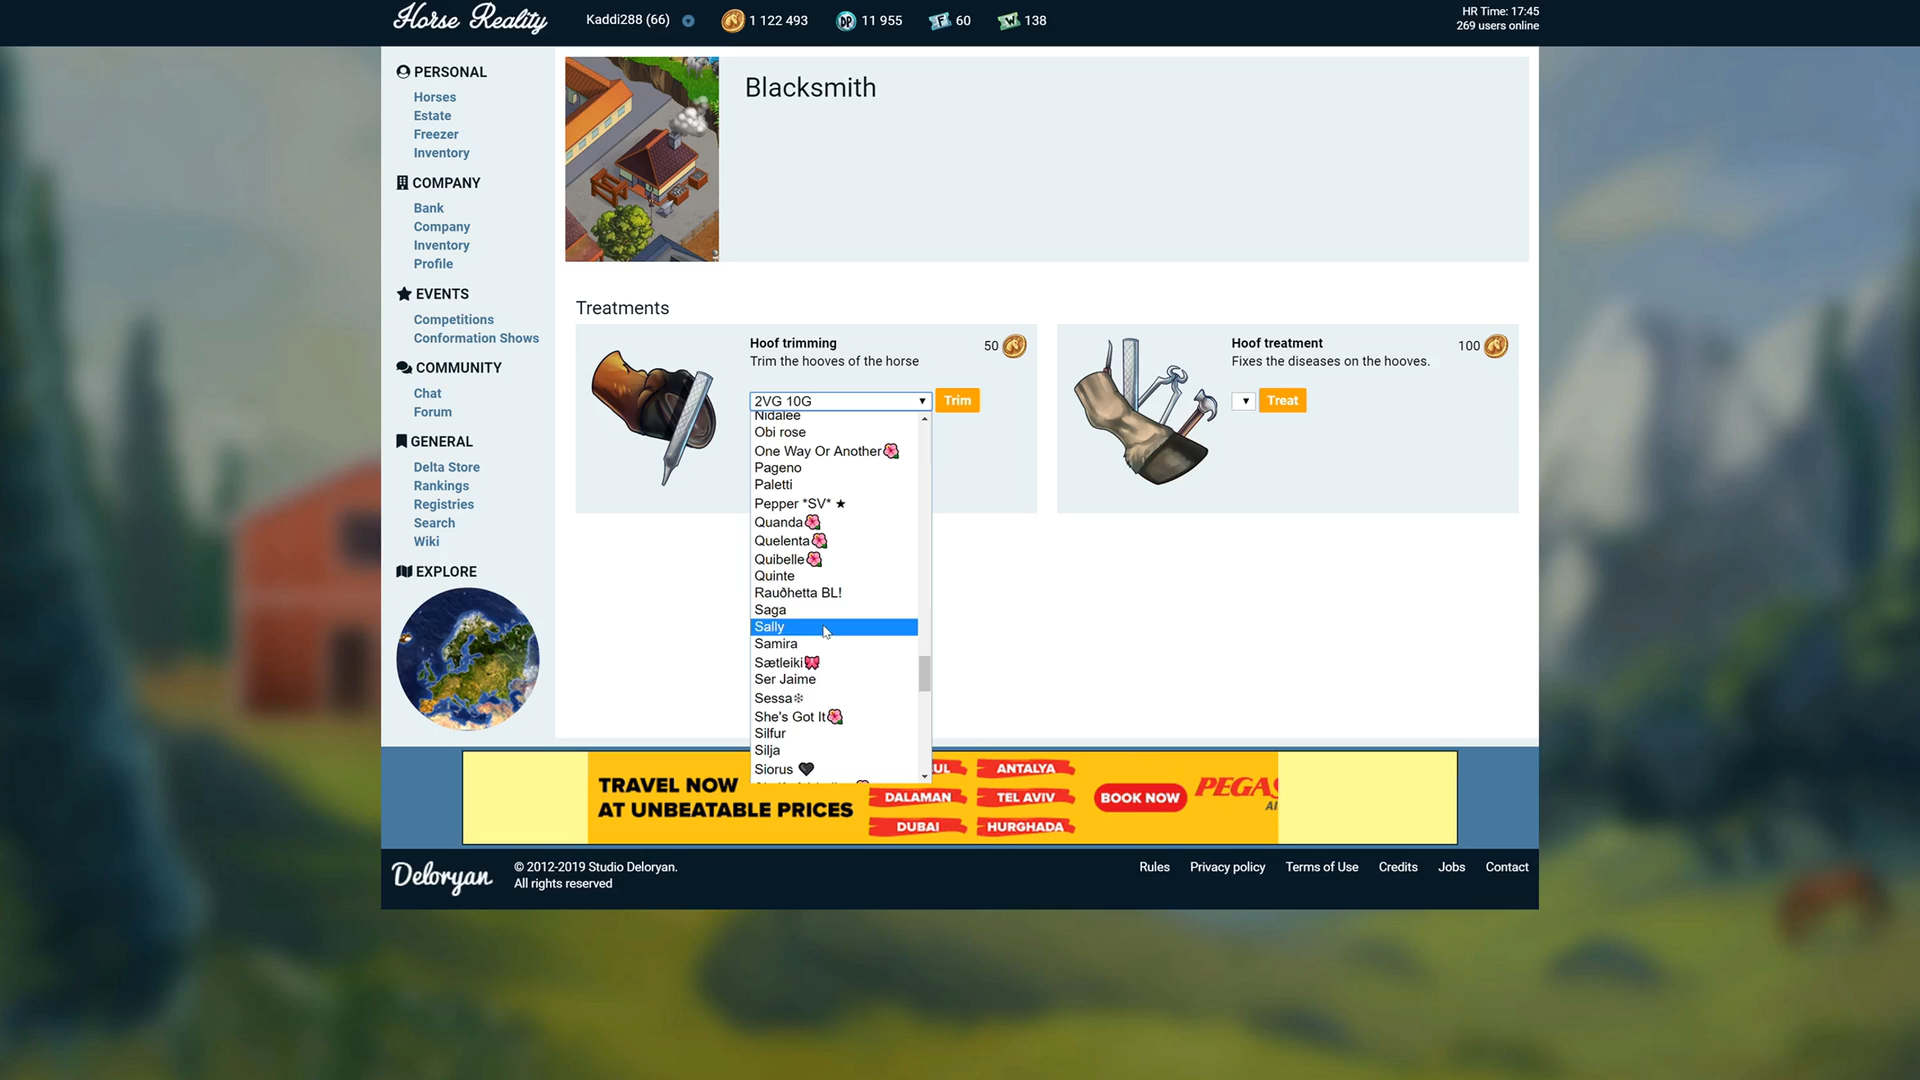 Horse Reality
Kaddi288 (66)
1 122 493
DP
11 955
F
60
W
138
HR Time: 17:45
269 users online
PERSONAL
Horses
Estate
Freezer
Inventory
COMPANY
Bank
Company
Inventory
Profile
EVENTS
Competitions
Conformation Shows
COMMUNITY
Chat
Forum
GENERAL
Delta Store
Rankings
Registries
Search
Wiki
EXPLORE
Blacksmith
Treatments
Hoof trimming
50
Trim the hooves of the horse
2VG 10G
Trim
Nidalee
Obi rose
One Way Or Another🌺
Pageno
Paletti
Pepper *SV* ★
Quanda🌺
Quelenta🌺
Quibelle🌺
Quinte
Rauðhetta BL!
Saga
Sally
Samira
Sætleiki🎀
Ser Jaime
Sessa❄
She's Got It🌺
Silfur
Silja
Siorus 🖤
Hoof treatment
100
Fixes the diseases on the hooves.
Treat
TRAVEL NOW
AT UNBEATABLE PRICES
UL
ANTALYA
DALAMAN
TEL AVIV
DUBAI
HURGHADA
BOOK NOW
PEGAS
AI
Deloryan
© 2012-2019 Studio Deloryan.
All rights reserved
Rules
Privacy policy
Terms of Use
Credits
Jobs
Contact